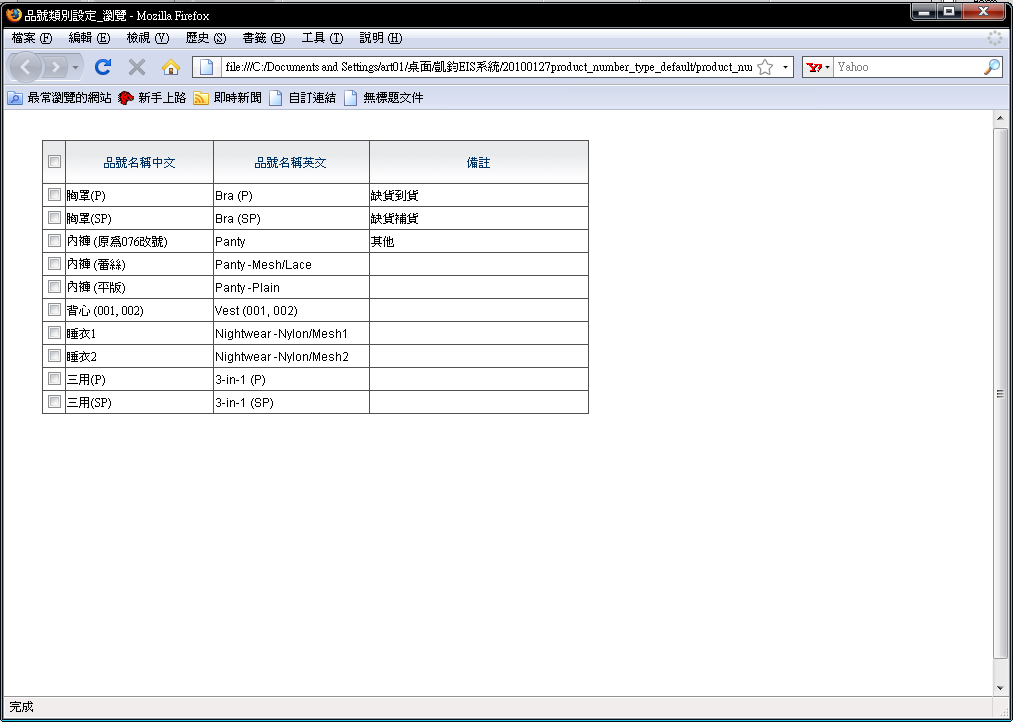 品號類別設定_瀏覽 - Mozilla Firefox
檔案 (F) 編輯 (E) 檢視 (V) 歷史 (S) 書籤 (B) 工具 (T) 說明 (H)
file:///C:/Documents and Settings/art01/桌面/凱鈞EIS系統/20100127product_number_type_default/product_nu Yahoo
最常瀏覽的網站 新手上路 即時新聞 自訂連結 無標題文件
品號名稱中文 品號名稱英文 備註
胸罩(P) Bra (P) 缺貨到貨
胸罩(SP) Bra (SP) 缺貨補貨
內褲 (原為076改號) Panty 其他
內褲 (蕾絲) Panty -Mesh/Lace
內褲 (平版) Panty -Plain
背心 (001, 002) Vest (001, 002)
睡衣1 Nightwear -Nylon/Mesh1
睡衣2 Nightwear -Nylon/Mesh2
三用(P) 3-in-1 (P)
三用(SP) 3-in-1 (SP)
完成